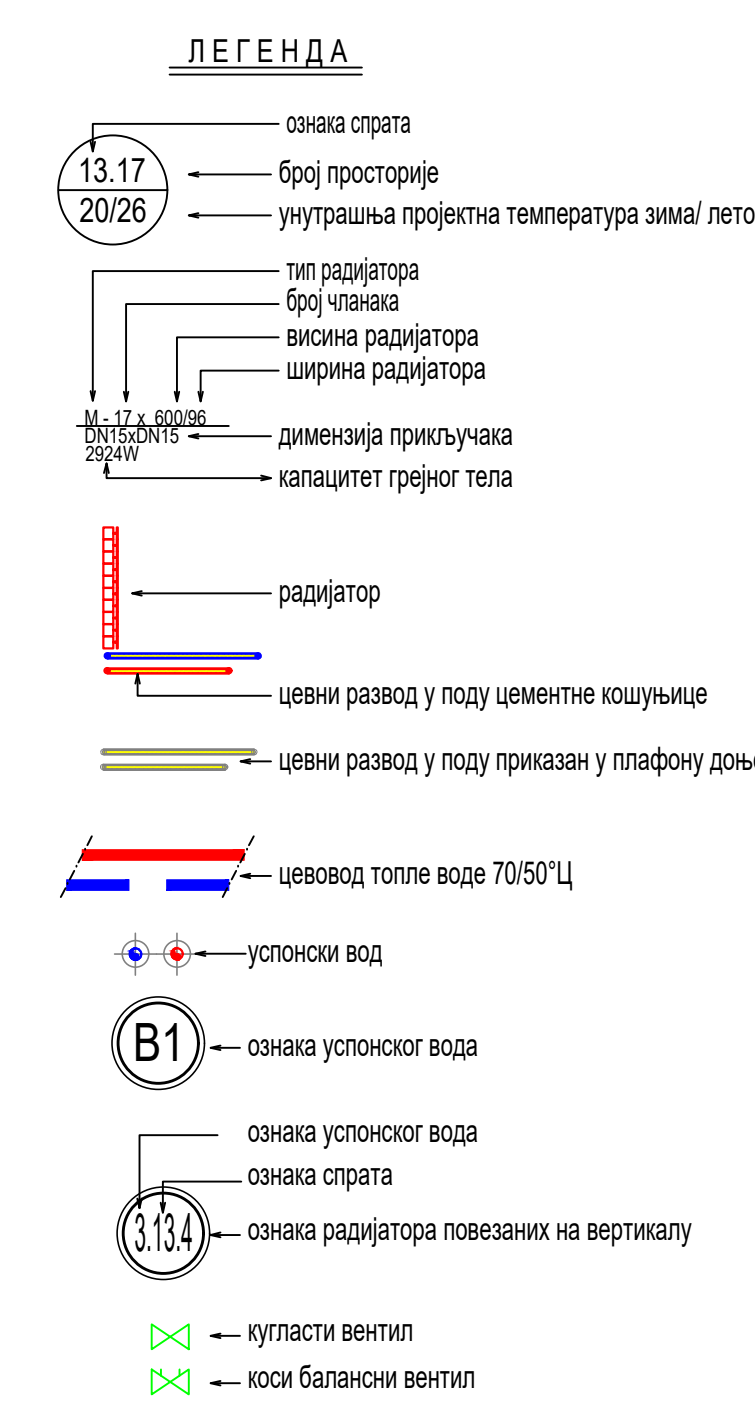 ЛЕГЕНДА
ознака спрата
13.17
број просторије
20/26
унутрашња пројектна температура зима/ лето
тип радијатора
број чланака
висина радијатора
ширина радијатора
M - 17 x 600/96
DN15xDN15
димензија прикључака
2924W
капацитет грејног тела
радијатор
цевни развод у поду цементне кошуњице
цевни развод у поду приказан у плафону
цевовод топле воде 70/50°Ц
успонски вод
В1
ознака успонског вода
ознака успонског вода
ознака спрата
3.13.4
ознака радијатора повезаних на вертикалу
кугласти вентил
коси балансни вентил